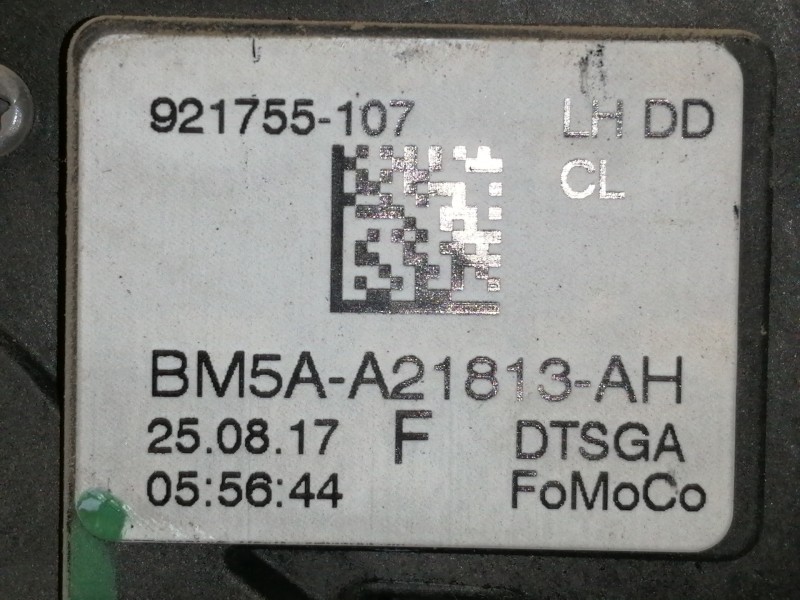 921755-107 LH DD
CL
BM5A-A21813-AH
25.08.17 F DTSGA
05:56:44 FoMoCo